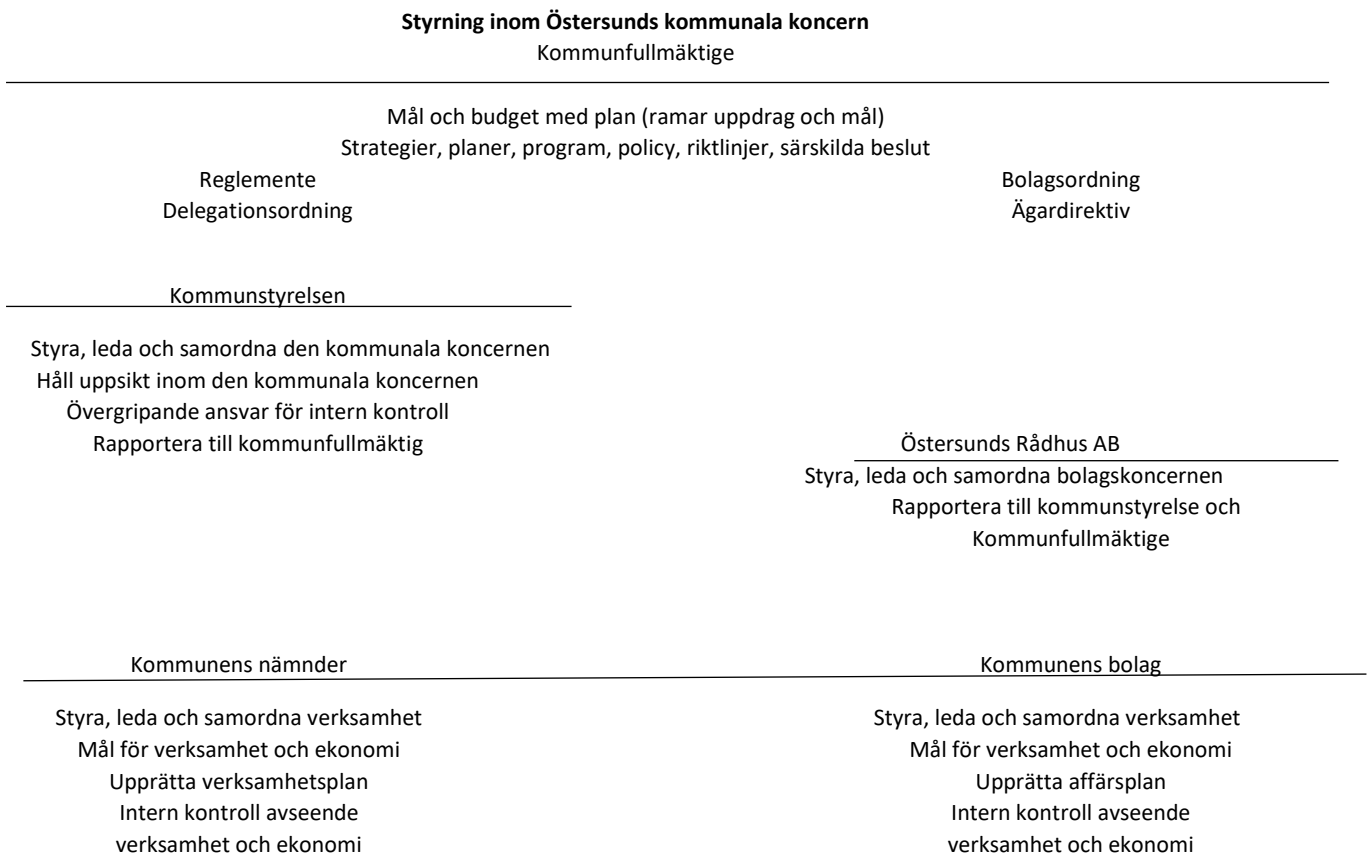 Styrning inom Östersunds kommunala koncern
Kommunfullmäktige
Mål och budget med plan (ramar uppdrag och mål)
Strategier, planer, program, policy, riktlinjer, särskilda beslut
Reglemente
Delegationsordning
Bolagsordning
Ägardirektiv
Kommunstyrelsen
Styra, leda och samordna den kommunala koncernen
Håll uppsikt inom den kommunala koncernen
Övergripande ansvar för intern kontroll
Rapportera till kommunfullmäktig
Östersunds Rådhus AB
Styra, leda och samordna bolagskoncernen
Rapportera till kommunstyrelse och
Kommunfullmäktige
Kommunens nämnder
Styra, leda och samordna verksamhet
Mål för verksamhet och ekonomi
Upprätta verksamhetsplan
Intern kontroll avseende
verksamhet och ekonomi
Kommunens bolag
Styra, leda och samordna verksamhet
Mål för verksamhet och ekonomi
Upprätta affärsplan
Intern kontroll avseende
verksamhet och ekonomi